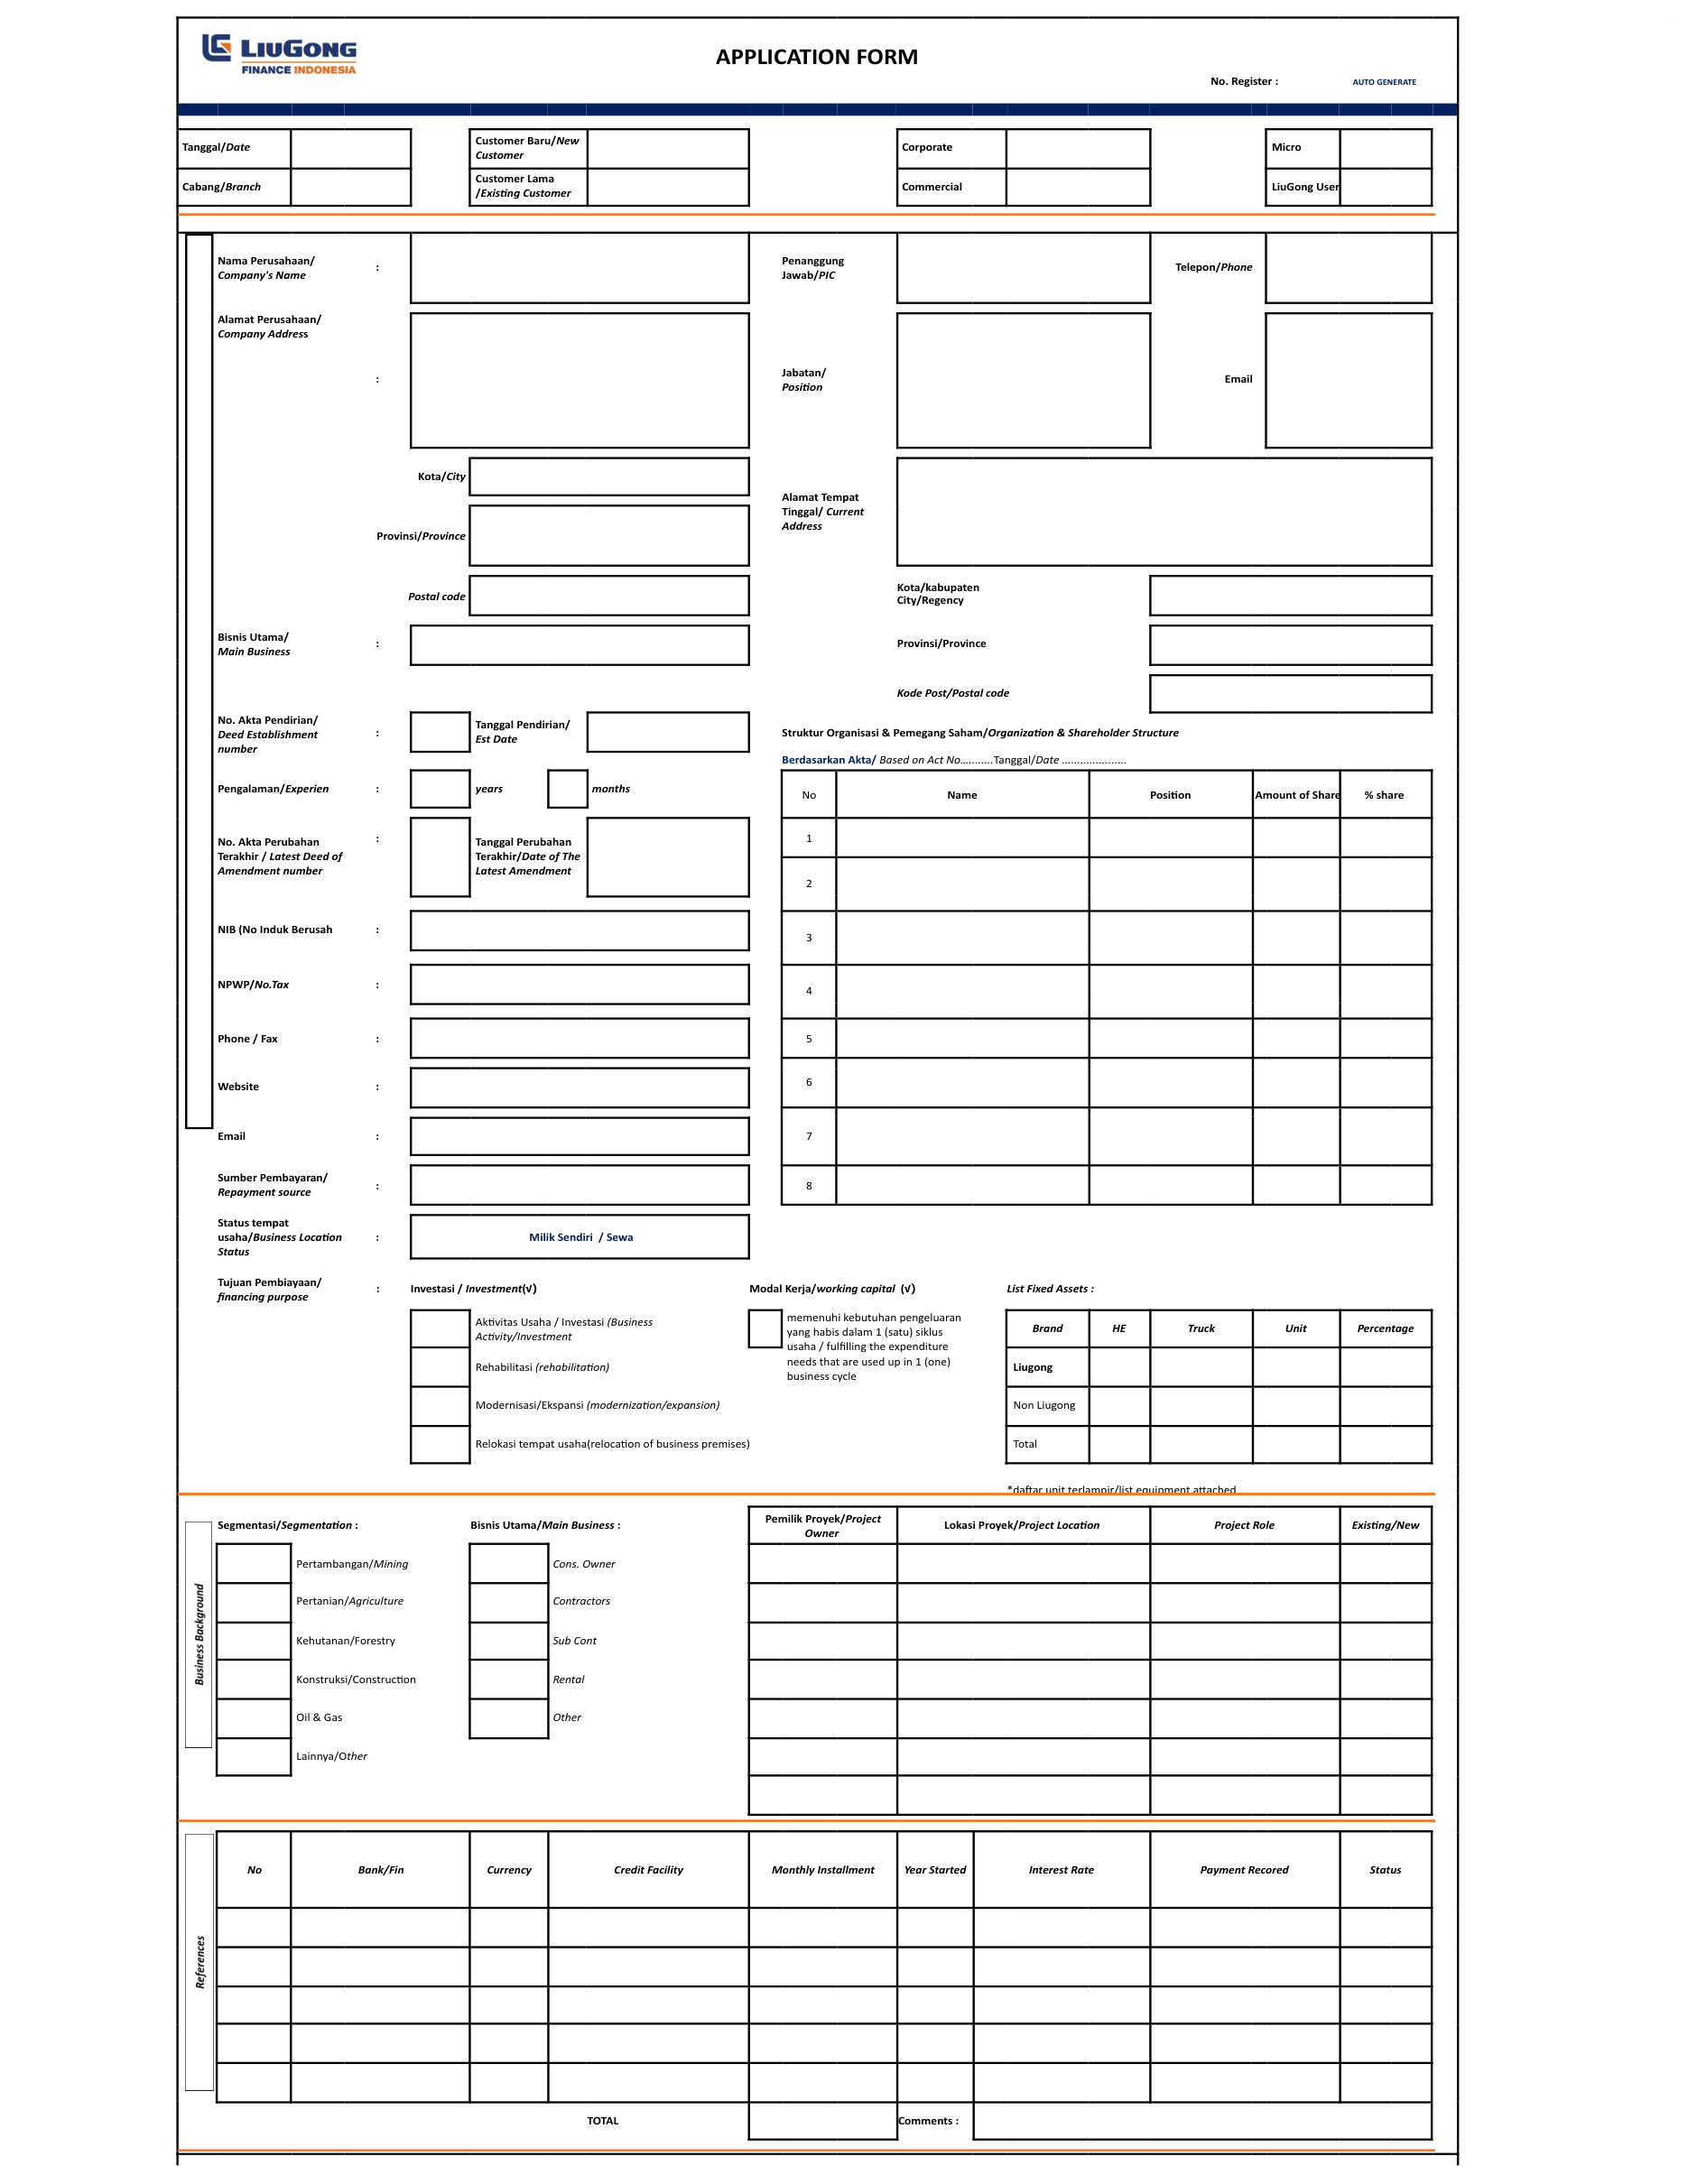 LiuGong
FINANCE INDONESIA
APPLICATION FORM
No. Register :
AUTO GENERATE
Tanggal/Date
Customer Baru/New
Customer
Corporate
Micro
Cabang/Branch
Customer Lama
/Existing Customer
Commercial
LiuGong User
Nama Perusahaan/
Company's Name
:
Penanggung
Jawab/PIC
Telepon/Phone
Alamat Perusahaan/
Company Address
:
Jabatan/
Position
Email
Kota/City
Alamat Tempat
Tinggal/ Current
Address
Provinsi/Province
Postal code
Kota/kabupaten
City/Regency
Bisnis Utama/
Main Business
:
Provinsi/Province
Kode Post/Postal code
No. Akta Pendirian/
Deed Establishment
number
:
Tanggal Pendirian/
Est Date
Struktur Organisasi & Pemegang Saham/Organization & Shareholder Structure
Berdasarkan Akta/ Based on Act No...........Tanggal/Date .....................
Pengalaman/Experien
:
years
months
No
Name
Position
Amount of Share
% share
No. Akta Perubahan
Terakhir / Latest Deed of
Amendment number
:
Tanggal Perubahan
Terakhir/Date of The
Latest Amendment
1
2
NIB (No Induk Berusah
:
3
NPWP/No.Tax
:
4
Phone / Fax
:
5
Website
:
6
Email
:
7
Sumber Pembayaran/
Repayment source
:
8
Status tempat
usaha/Business Location
Status
:
Milik Sendiri / Sewa
Tujuan Pembiayaan/
financing purpose
:
Investasi / Investment(√)
Modal Kerja/working capital (√)
List Fixed Assets :
Aktivitas Usaha / Investasi (Business
Activity/Investment
memenuhi kebutuhan pengeluaran
yang habis dalam 1 (satu) siklus
usaha / fulfilling the expenditure
needs that are used up in 1 (one)
business cycle
Brand
HE
Truck
Unit
Percentage
Rehabilitasi (rehabilitation)
Liugong
Modernisasi/Ekspansi (modernization/expansion)
Non Liugong
Relokasi tempat usaha(relocation of business premises)
Total
*daftar unit terlampir/list equipment attached
Business Background
Segmentasi/Segmentation :
Bisnis Utama/Main Business :
Pemilik Proyek/Project
Owner
Lokasi Proyek/Project Location
Project Role
Existing/New
Pertambangan/Mining
Cons. Owner
Pertanian/Agriculture
Contractors
Kehutanan/Forestry
Sub Cont
Konstruksi/Construction
Rental
Oil & Gas
Other
Lainnya/Other
References
No
Bank/Fin
Currency
Credit Facility
Monthly Installment
Year Started
Interest Rate
Payment Recored
Status
TOTAL
Comments :